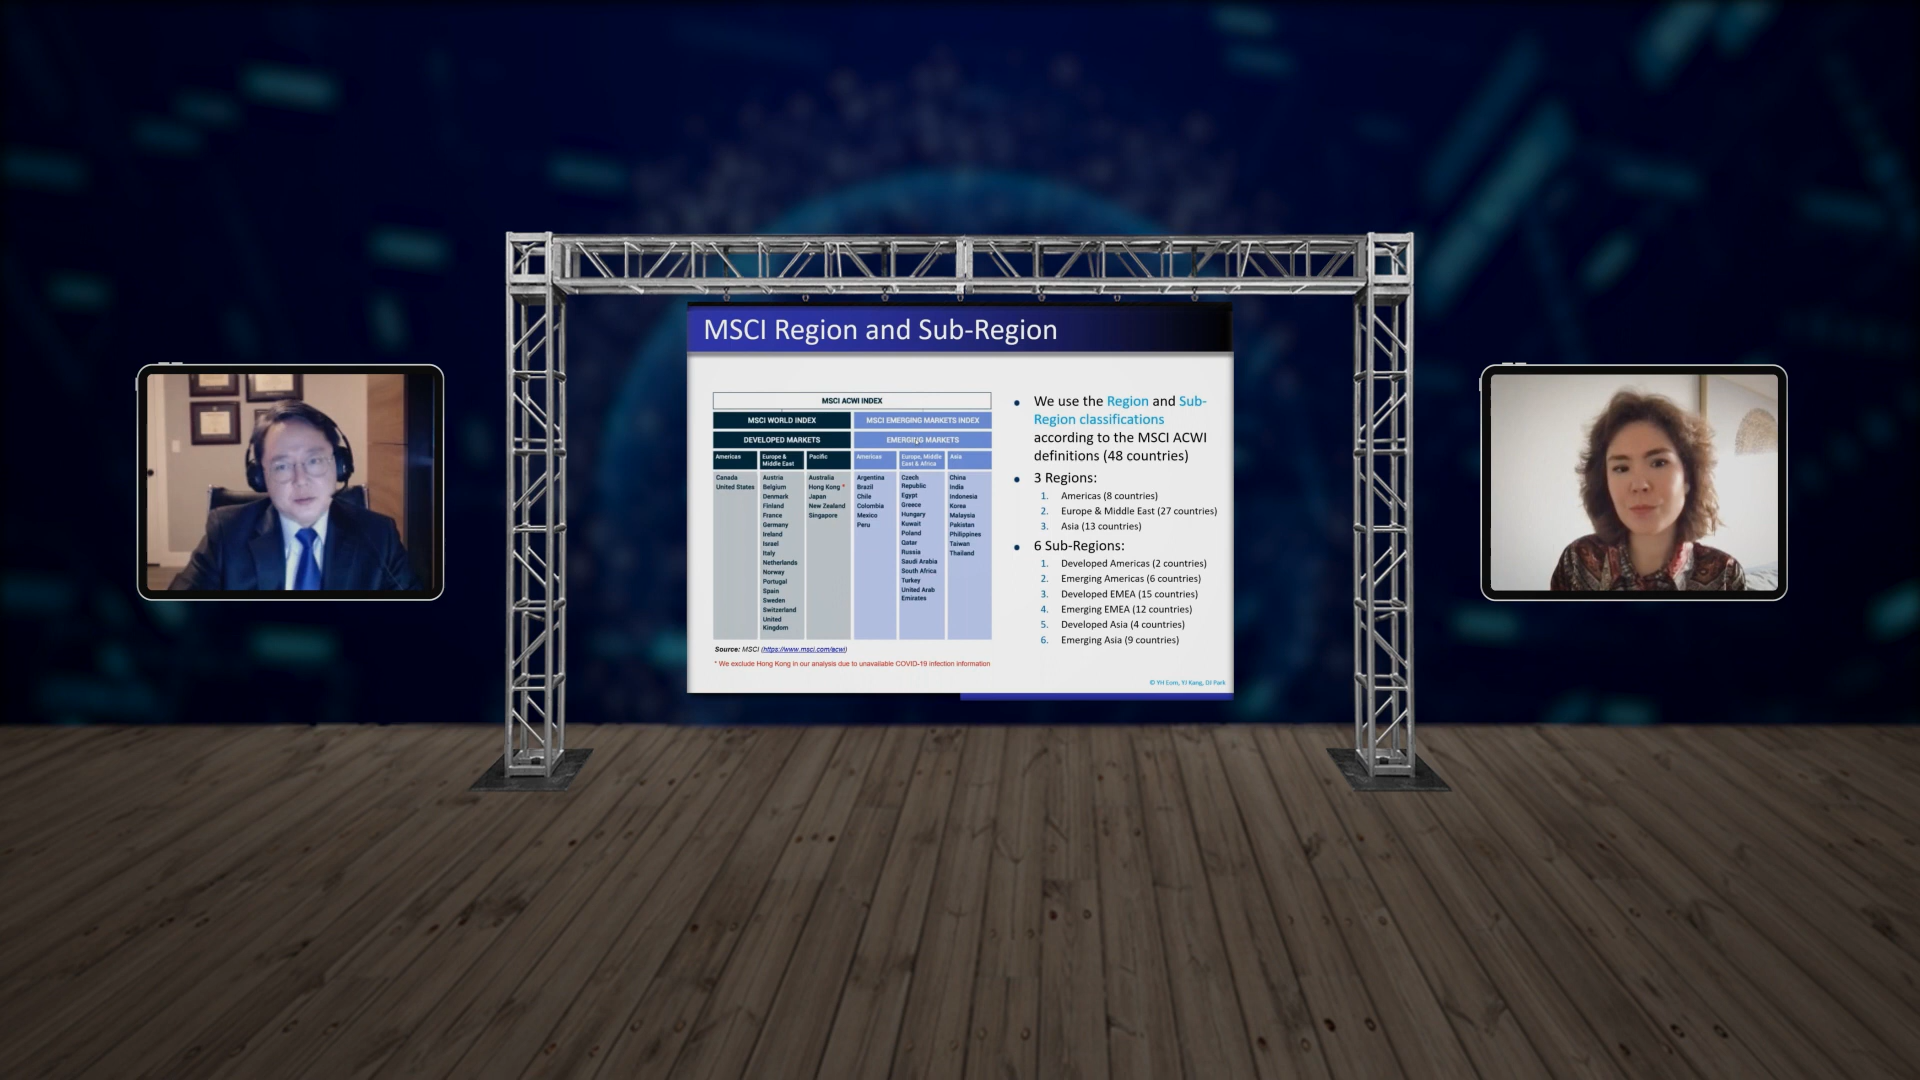 MSCI Region and Sub-Region
MSCI ACWI INDEX
MSCI WORLD INDEX
MSCI EMERGING MARKETS INDEX
DEVELOPED MARKETS
EMERGING MARKETS
Americas
Canada
United States
Europe &
Middle East
Austria
Belgium
Denmark
Finland
France
Germany
Ireland
Israel
Italy
Netherlands
Norway
Portugal
Spain
Sweden
Switzerland
United
Kingdom
Pacific
Australia
Hong Kong *
Japan
New Zealand
Singapore
Americas
Argentina
Brazil
Chile
Colombia
Mexico
Peru
Europe, Middle
East & Africa
Czech
Republic
Egypt
Greece
Hungary
Kuwait
Poland
Qatar
Russia
Saudi Arabia
South Africa
Turkey
United Arab
Emirates
Asia
China
India
Indonesia
Korea
Malaysia
Pakistan
Philippines
Taiwan
Thailand
Source: MSCI (https://www.msci.com/acwi)
* We exclude Hong Kong in our analysis due to unavailable COVID-19 infection information
• We use the Region and Sub-
Region classifications
according to the MSCI ACWI
definitions (48 countries)
• 3 Regions:
1. Americas (8 countries)
2. Europe & Middle East (27 countries)
3. Asia (13 countries)
• 6 Sub-Regions:
1. Developed Americas (2 countries)
2. Emerging Americas (6 countries)
3. Developed EMEA (15 countries)
4. Emerging EMEA (12 countries)
5. Developed Asia (4 countries)
6. Emerging Asia (9 countries)
© YH Eom, YJ Kang, DJ Park